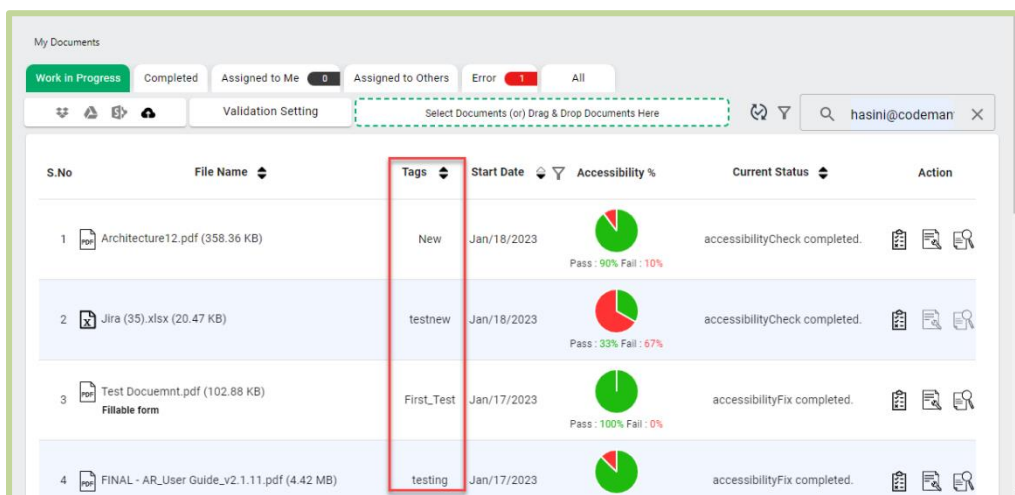 My Documents
Work in Progress Completed Assigned to Me 0 Assigned to Others Error 1 All
Validation Setting Select Documents (or) Drag & Drop Documents Here hasini@codeman
S.No File Name Tags Start Date Accessibility % Current Status Action
1 PDF Architecture12.pdf (358.36 KB) New Jan/18/2023 accessibilityCheck completed.
Pass : 90% Fail : 10%
2 X Jira (35).xlsx (20.47 KB) testnew Jan/18/2023 accessibilityCheck completed.
Pass : 33% Fail : 67%
3 PDF Test Docuemnt.pdf (102.88 KB) First_Test Jan/17/2023 accessibilityFix completed.
Fillable form
Pass : 100% Fail : 0%
4 PDF FINAL - AR_User Guide_v2.1.11.pdf (4.42 MB) testing Jan/17/2023 accessibilityFix completed.